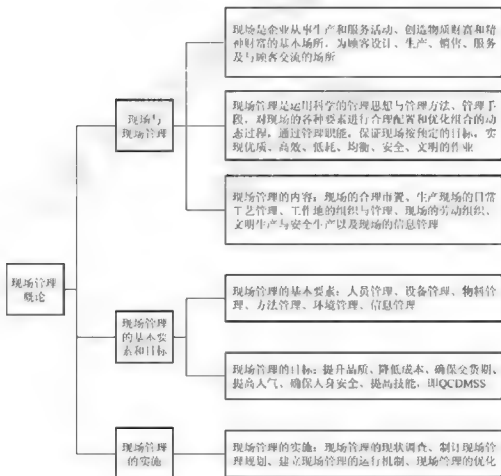 现场是企业从事生产和服务活动、创造物质财富和精
神财富的基本场所，为顾客设计、生产、销售、服务
及与顾客交流的场所
现场与
现场管理
现场管理是运用科学的管理思想与管理方法、管理手
段，对现场的各种要素进行合理配置和优化组合的动
态过程，通过管理职能，保证现场按预定的目标，实
现优质、高效、低耗、均衡、安全、文明的作业
现场管理的内容：现场的合理布置、生产现场的日常
工艺管理、工作地的组织与管理、现场的劳动组织、
文明生产与安全生产以及现场的信息管理
现场管理
概论
现场管理
的基本要
素和目标
现场管理的基本要素：人员管理、设备管理、物料管
理、方法管理、环境管理、信息管理
现场管理的目标：提升品质、降低成本、确保交货期、
提高人气、确保人身安全、提高技能，即QCDMSS
现场管理
的实施
现场管理的实施：现场管理的现状调查、制订现场管
理规划、建立现场管理的运行机制、现场管理的优化